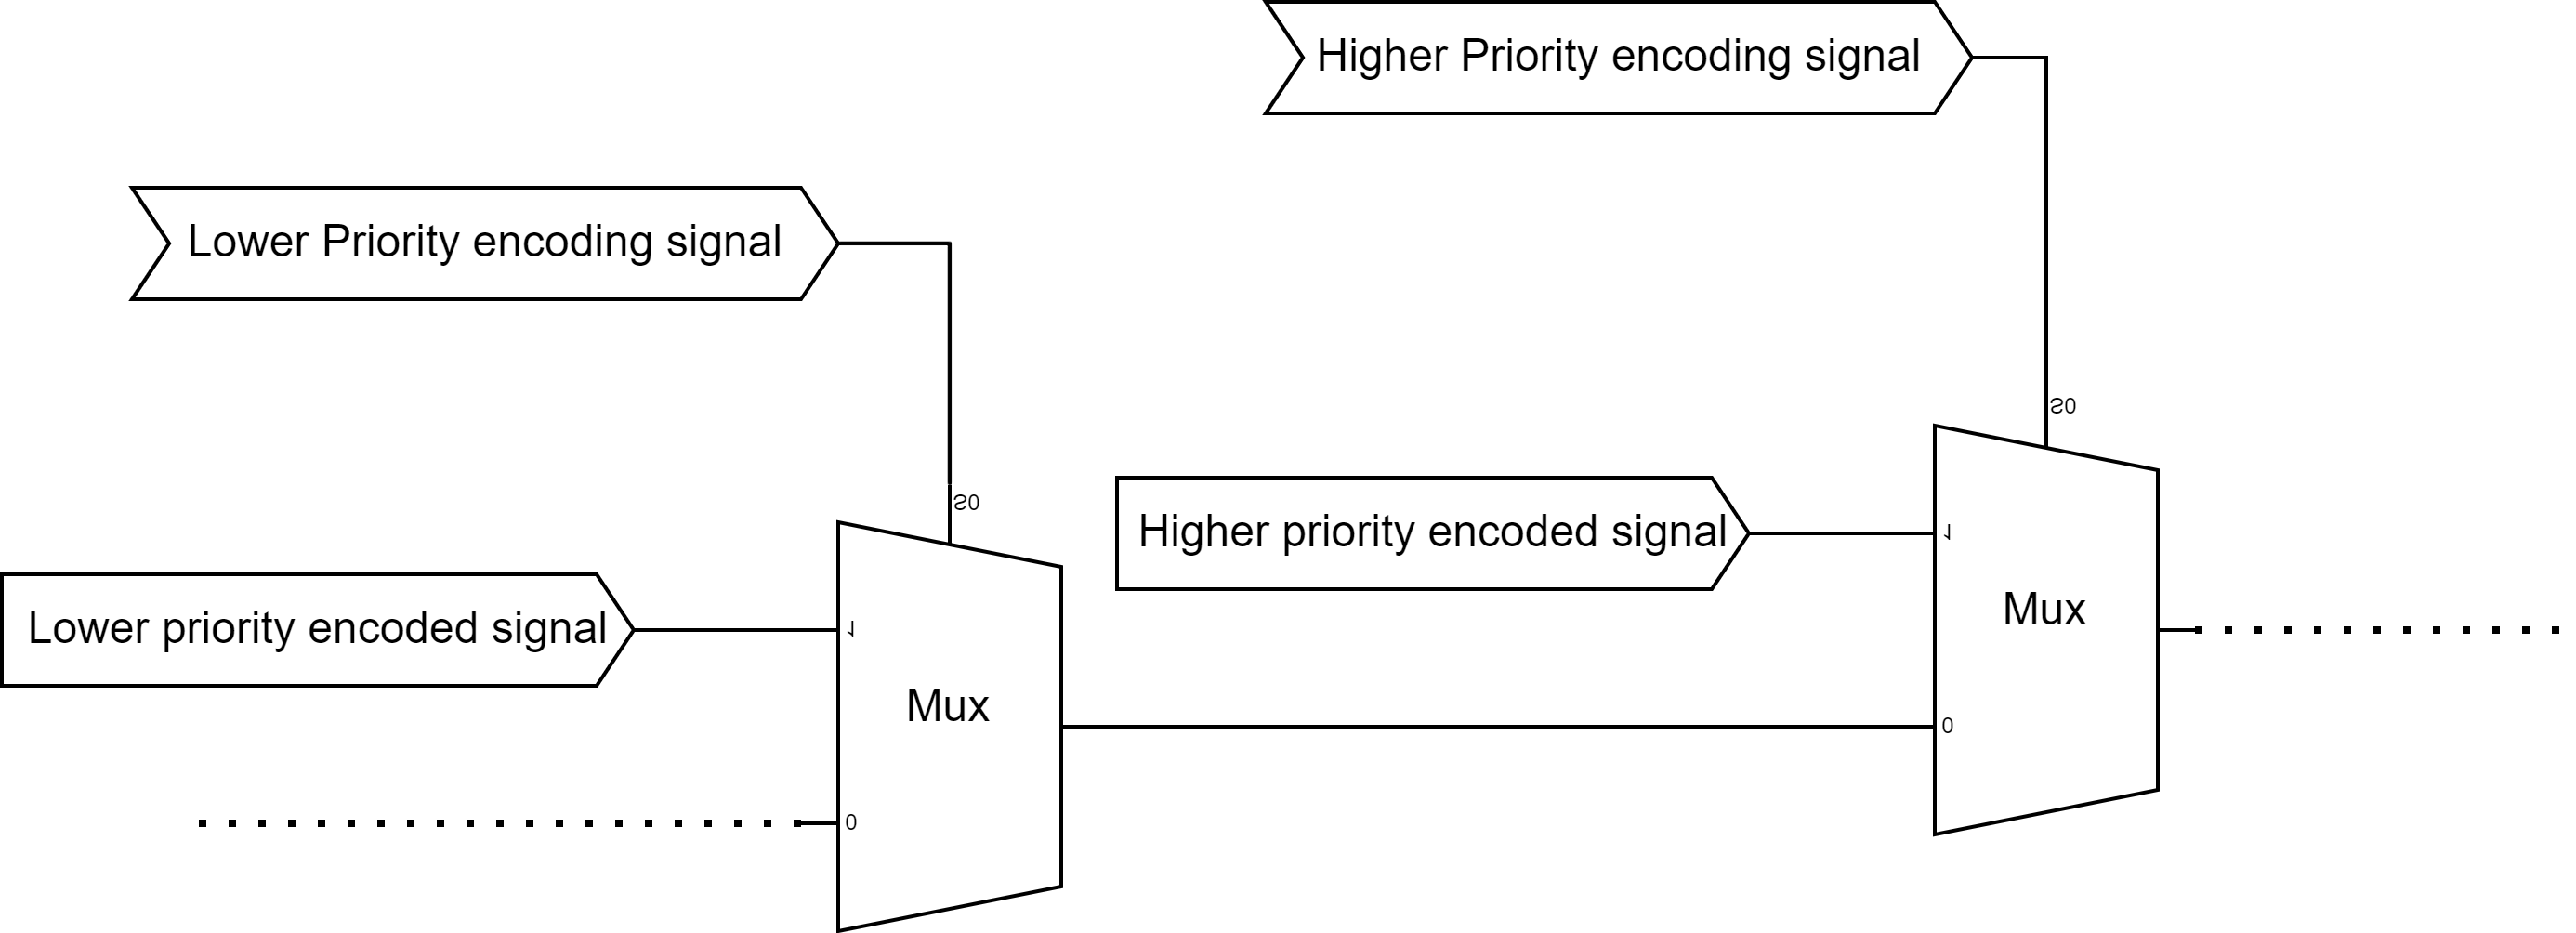 Higher Priority encoding signal
Lower Priority encoding signal
S0
S0
Higher priority encoded signal
1
Lower priority encoded signal
1
Mux
Mux
0
0